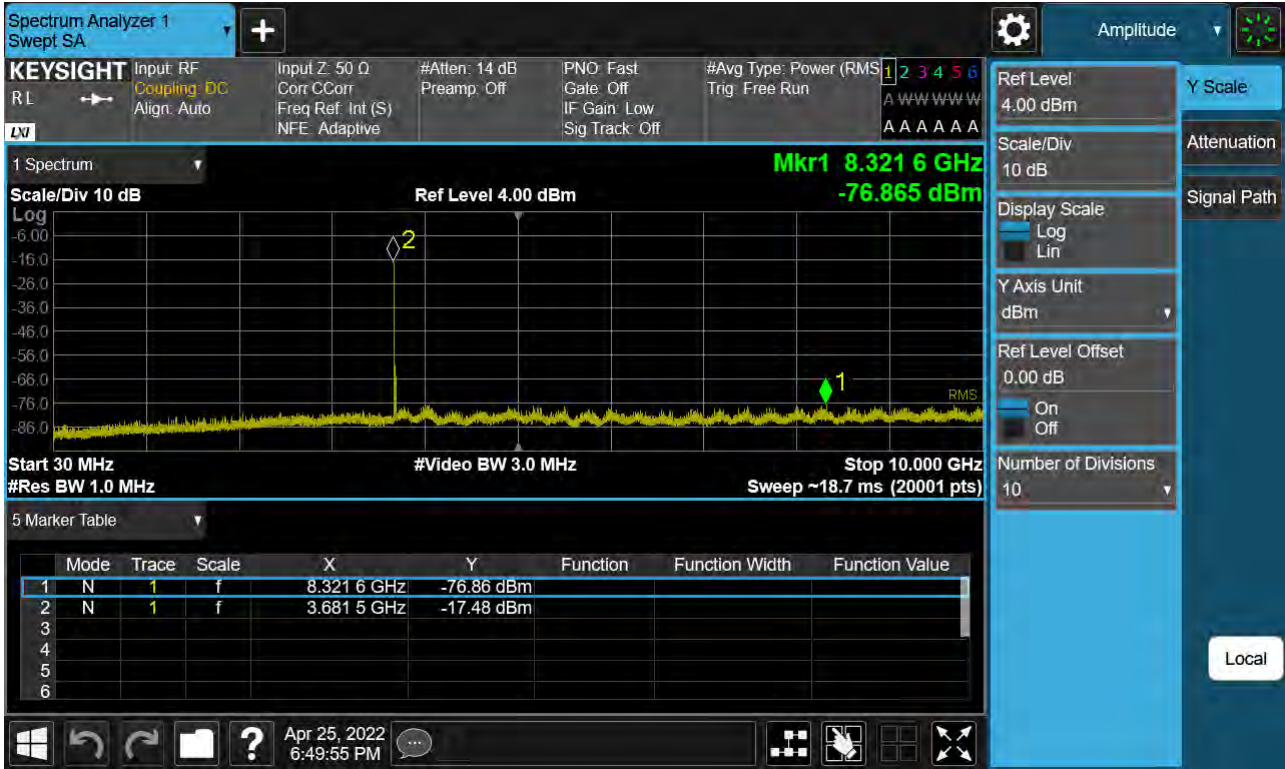 Spectrum Analyzer 1
Swept SA
Amplitude
KEYSIGHT
RL
LXI
Input: RF
Coupling: DC
Align: Auto
Input Z: 50 Ω
Corr CCorr
Freq Ref: Int (S)
NFE: Adaptive
#Atten: 14 dB
Preamp: Off
PNO: Fast
Gate: Off
IF Gain: Low
Sig Track: Off
#Avg Type: Power (RMS
Trig: Free Run
1 2 3 4 5 6
A W W W W W
A A A A A A
1 Spectrum
Mkr1 8.321 6 GHz
-76.865 dBm
Scale/Div 10 dB
Ref Level 4.00 dBm
Log
-6.00
-16.0
-26.0
-36.0
-46.0
-56.0
-66.0
-76.0
-86.0
2
1
RMS
Start 30 MHz
#Video BW 3.0 MHz
Stop 10.000 GHz
#Res BW 1.0 MHz
Sweep ~18.7 ms (20001 pts)
5 Marker Table
Mode Trace Scale X Y Function Function Width Function Value
1 N 1 f 8.321 6 GHz -76.86 dBm
2 N 1 f 3.681 5 GHz -17.48 dBm
3
4
5
6
Ref Level
4.00 dBm
Scale/Div
10 dB
Display Scale
Log
Lin
Y Axis Unit
dBm
Ref Level Offset
0.00 dB
On
Off
Number of Divisions
10
Y Scale
Attenuation
Signal Path
Local
?
Apr 25, 2022
6:49:55 PM